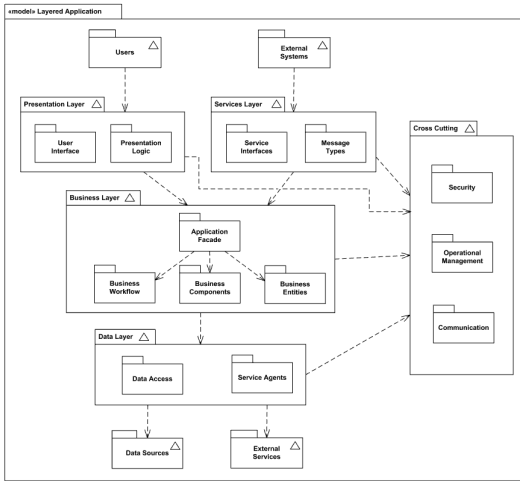 «model» Layered Application
Users
External
Systems
Presentation Layer
Services Layer
Cross Cutting
User
Interface
Presentation
Logic
Service
Interfaces
Message
Types
Security
Business Layer
Application
Facade
Operational
Management
Business
Workflow
Business
Components
Business
Entities
Communication
Data Layer
Data Access
Service Agents
Data Sources
External
Services